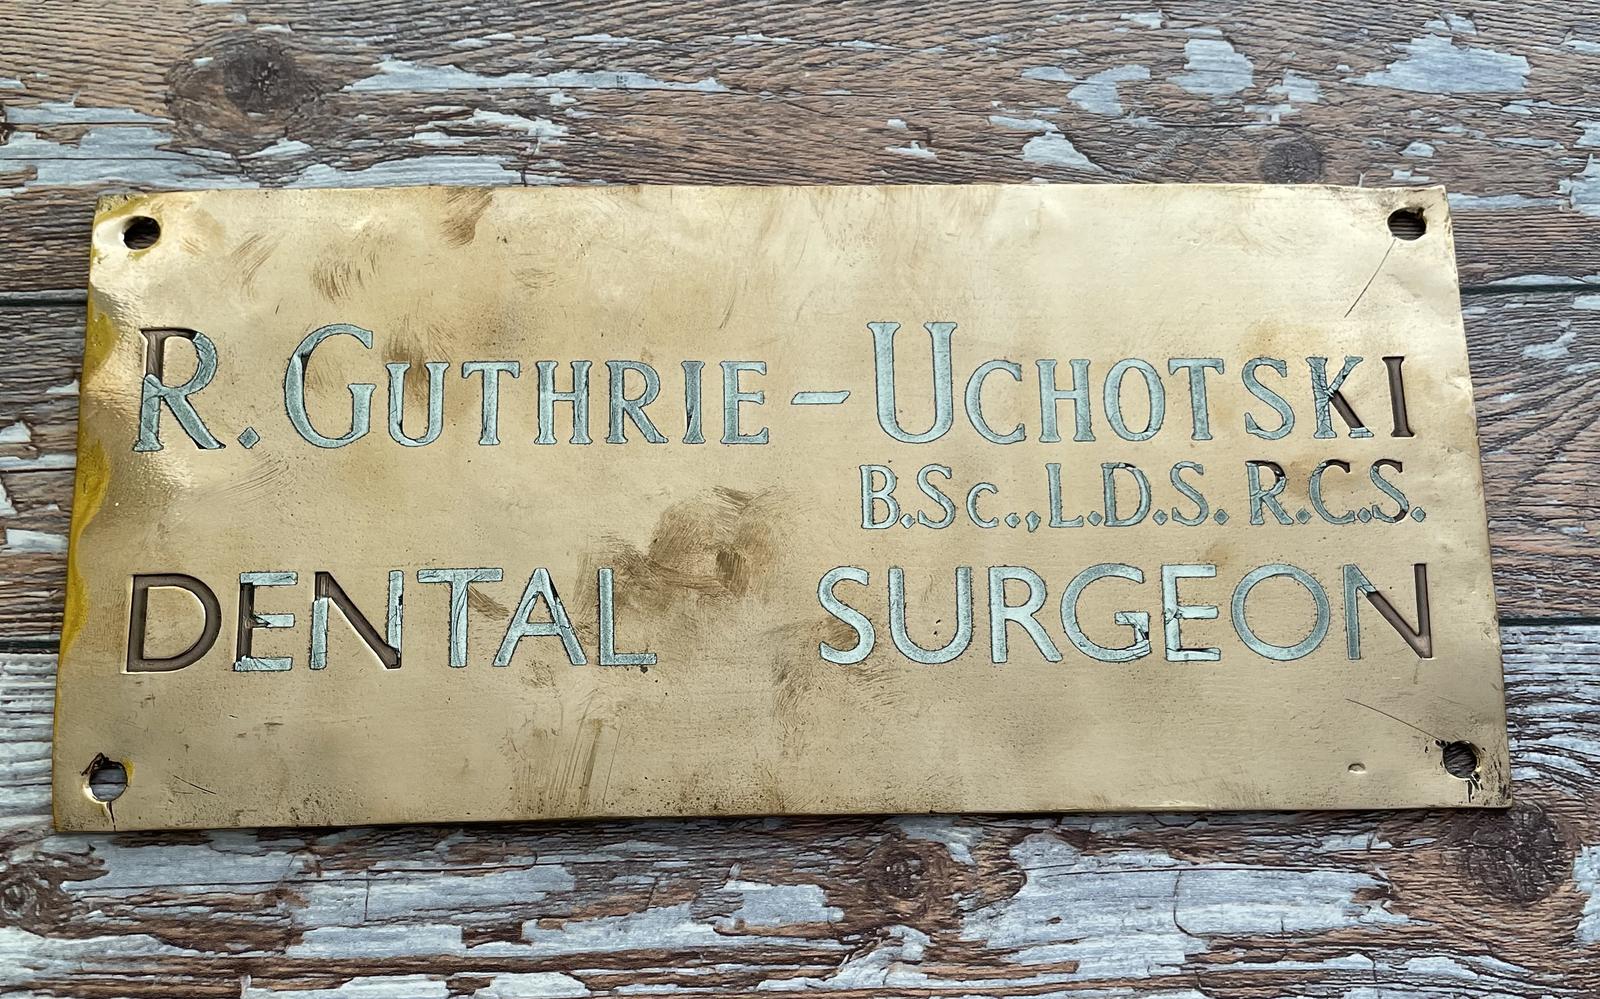 R. GUTHRIE – UCHOTSKI
B.Sc., L.D.S. R.C.S.
DENTAL SURGEON